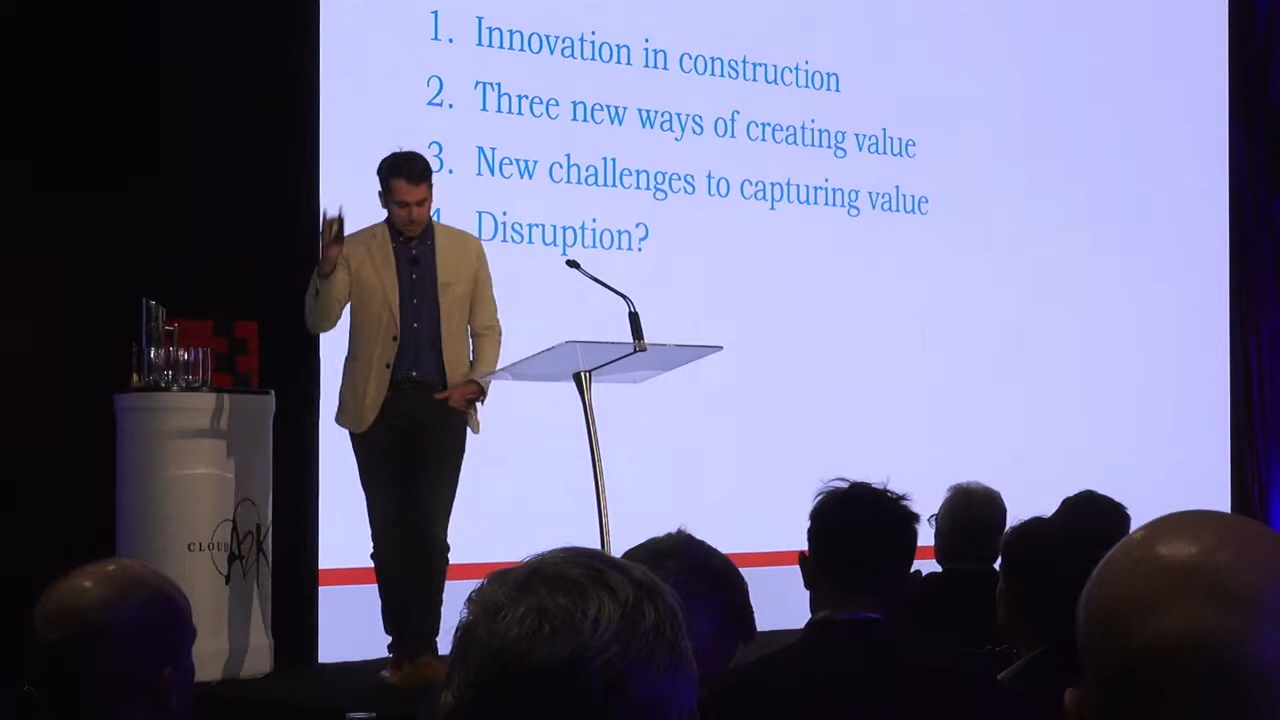 1. Innovation in construction
2. Three new ways of creating value
3. New challenges to capturing value
4. Disruption?
CLOUD